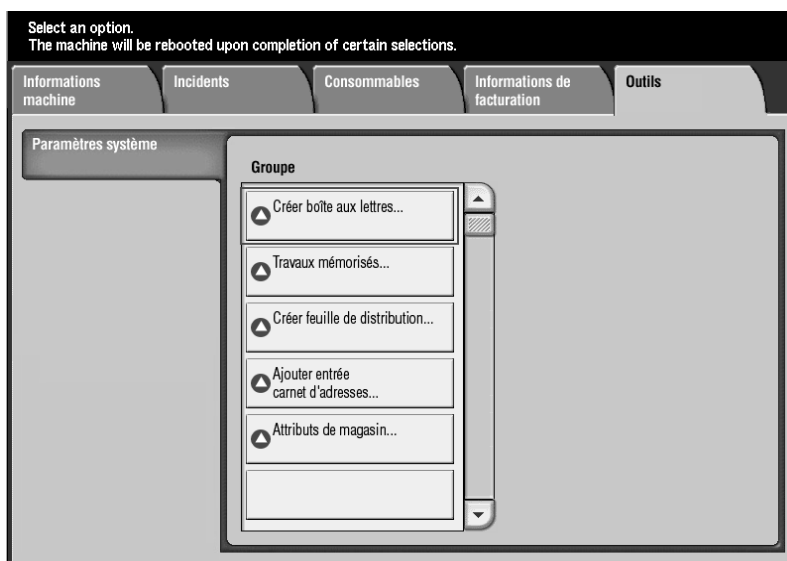 Select an option.
The machine will be rebooted upon completion of certain selections.
Informations
machine
Incidents
Consommables
Informations de
facturation
Outils
Paramètres système
Groupe
Créer boîte aux lettres...
Travaux mémorisés...
Créer feuille de distribution...
Ajouter entrée
carnet d'adresses...
Attributs de magasin...